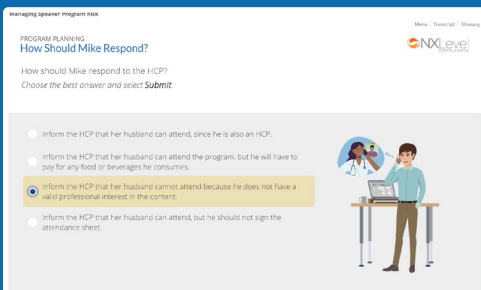 Managing Speaker Program Risk
Menu | Transcript | Glossary
PROGRAM PLANNING
How Should Mike Respond?
NXLevel
COMPLIANCE
How should Mike respond to the HCP?
Choose the best answer and select Submit.
Inform the HCP that her husband can attend, since he is also an HCP.
Inform the HCP that her husband can attend the program, but he will have to
pay for any food or beverages he consumes.
Inform the HCP that her husband cannot attend because he does not have a
valid professional interest in the content.
Inform the HCP that her husband can attend, but he should not sign the
attendance sheet.